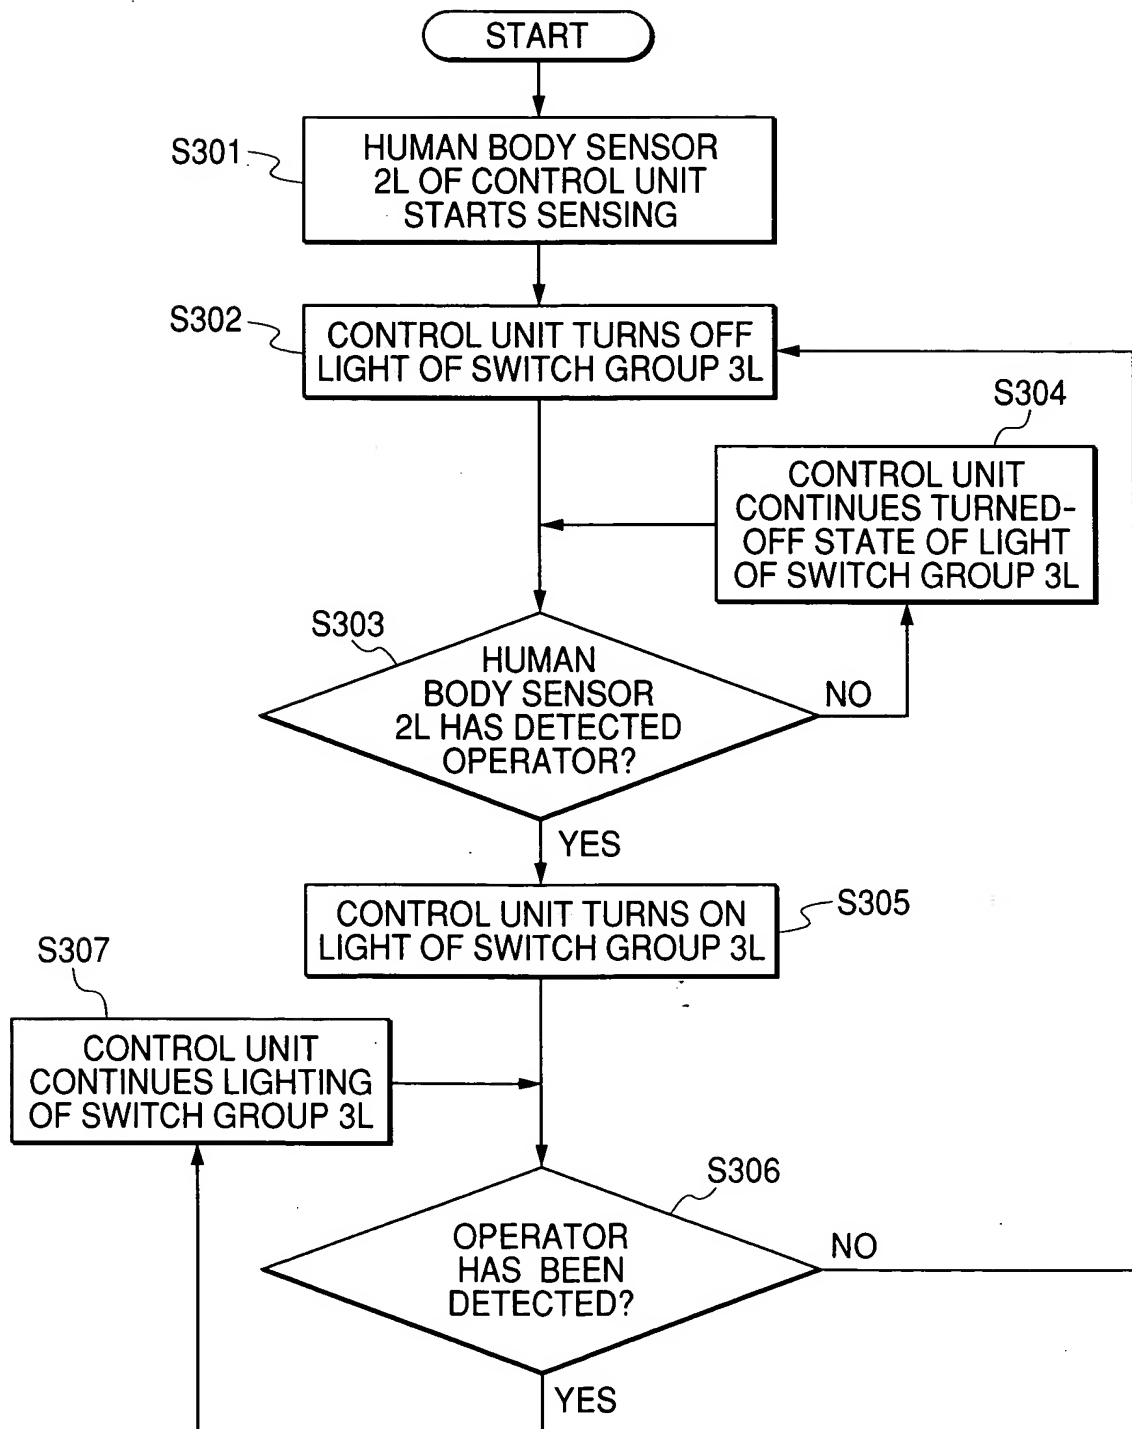 START
S301
HUMAN BODY SENSOR
2L OF CONTROL UNIT
STARTS SENSING
S302
CONTROL UNIT TURNS OFF
LIGHT OF SWITCH GROUP 3L
S304
CONTROL UNIT
CONTINUES TURNED-
OFF STATE OF LIGHT
OF SWITCH GROUP 3L
S303
HUMAN
BODY SENSOR
2L HAS DETECTED
OPERATOR?
NO
YES
S305
CONTROL UNIT TURNS ON
LIGHT OF SWITCH GROUP 3L
S307
CONTROL UNIT
CONTINUES LIGHTING
OF SWITCH GROUP 3L
S306
OPERATOR
HAS BEEN
DETECTED?
NO
YES